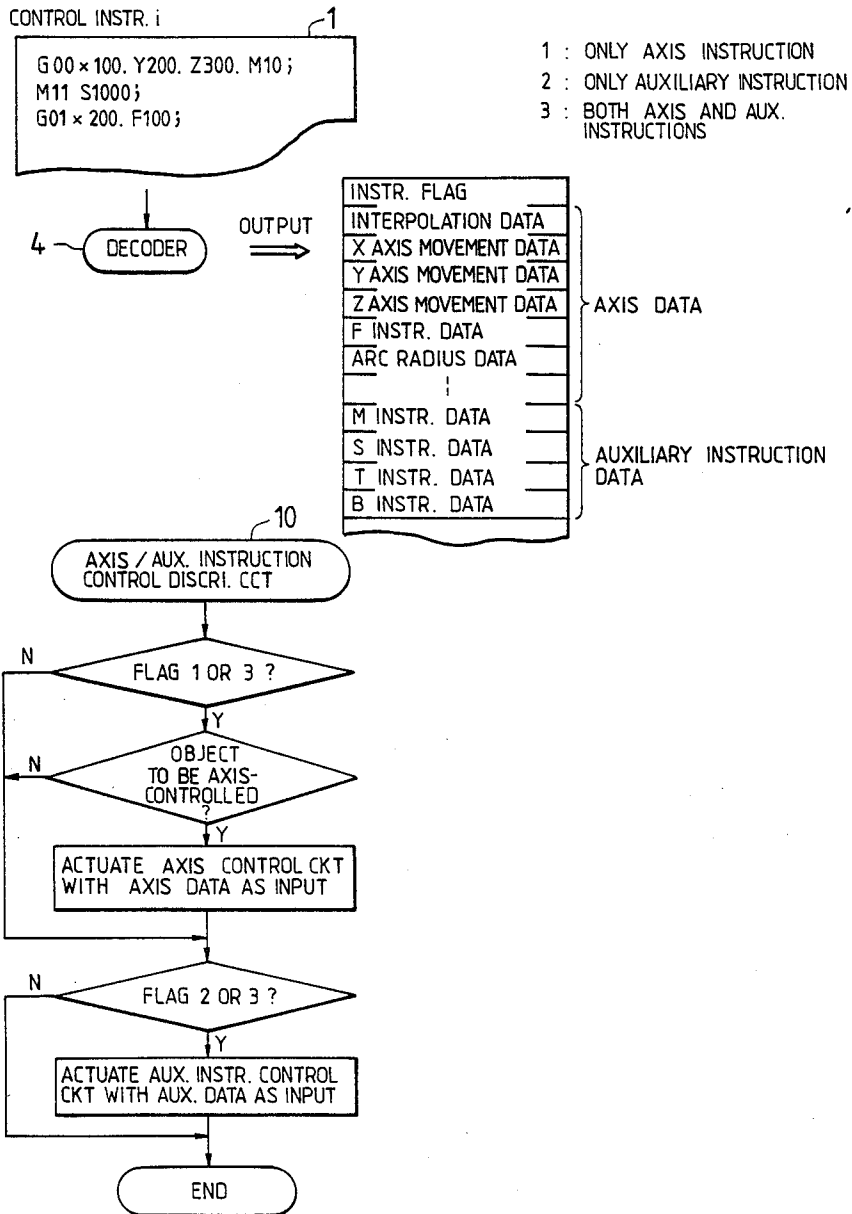 CONTROL INSTR. i
1
G00×100. Y200. Z300. M10;
M11 S1000;
G01×200. F100;
1 : ONLY AXIS INSTRUCTION
2 : ONLY AUXILIARY INSTRUCTION
3 : BOTH AXIS AND AUX.
INSTRUCTIONS
4
DECODER
OUTPUT
INSTR. FLAG
INTERPOLATION DATA
X AXIS MOVEMENT DATA
Y AXIS MOVEMENT DATA
Z AXIS MOVEMENT DATA
F INSTR. DATA
ARC RADIUS DATA
AXIS DATA
M INSTR. DATA
S INSTR. DATA
T INSTR. DATA
B INSTR. DATA
AUXILIARY INSTRUCTION
DATA
10
AXIS / AUX. INSTRUCTION
CONTROL DISCRI. CCT
N
FLAG 1 OR 3 ?
Y
N
OBJECT
TO BE AXIS-
CONTROLLED
?
Y
ACTUATE AXIS CONTROL CKT
WITH AXIS DATA AS INPUT
N
FLAG 2 OR 3 ?
Y
ACTUATE AUX. INSTR. CONTROL
CKT WITH AUX. DATA AS INPUT
END